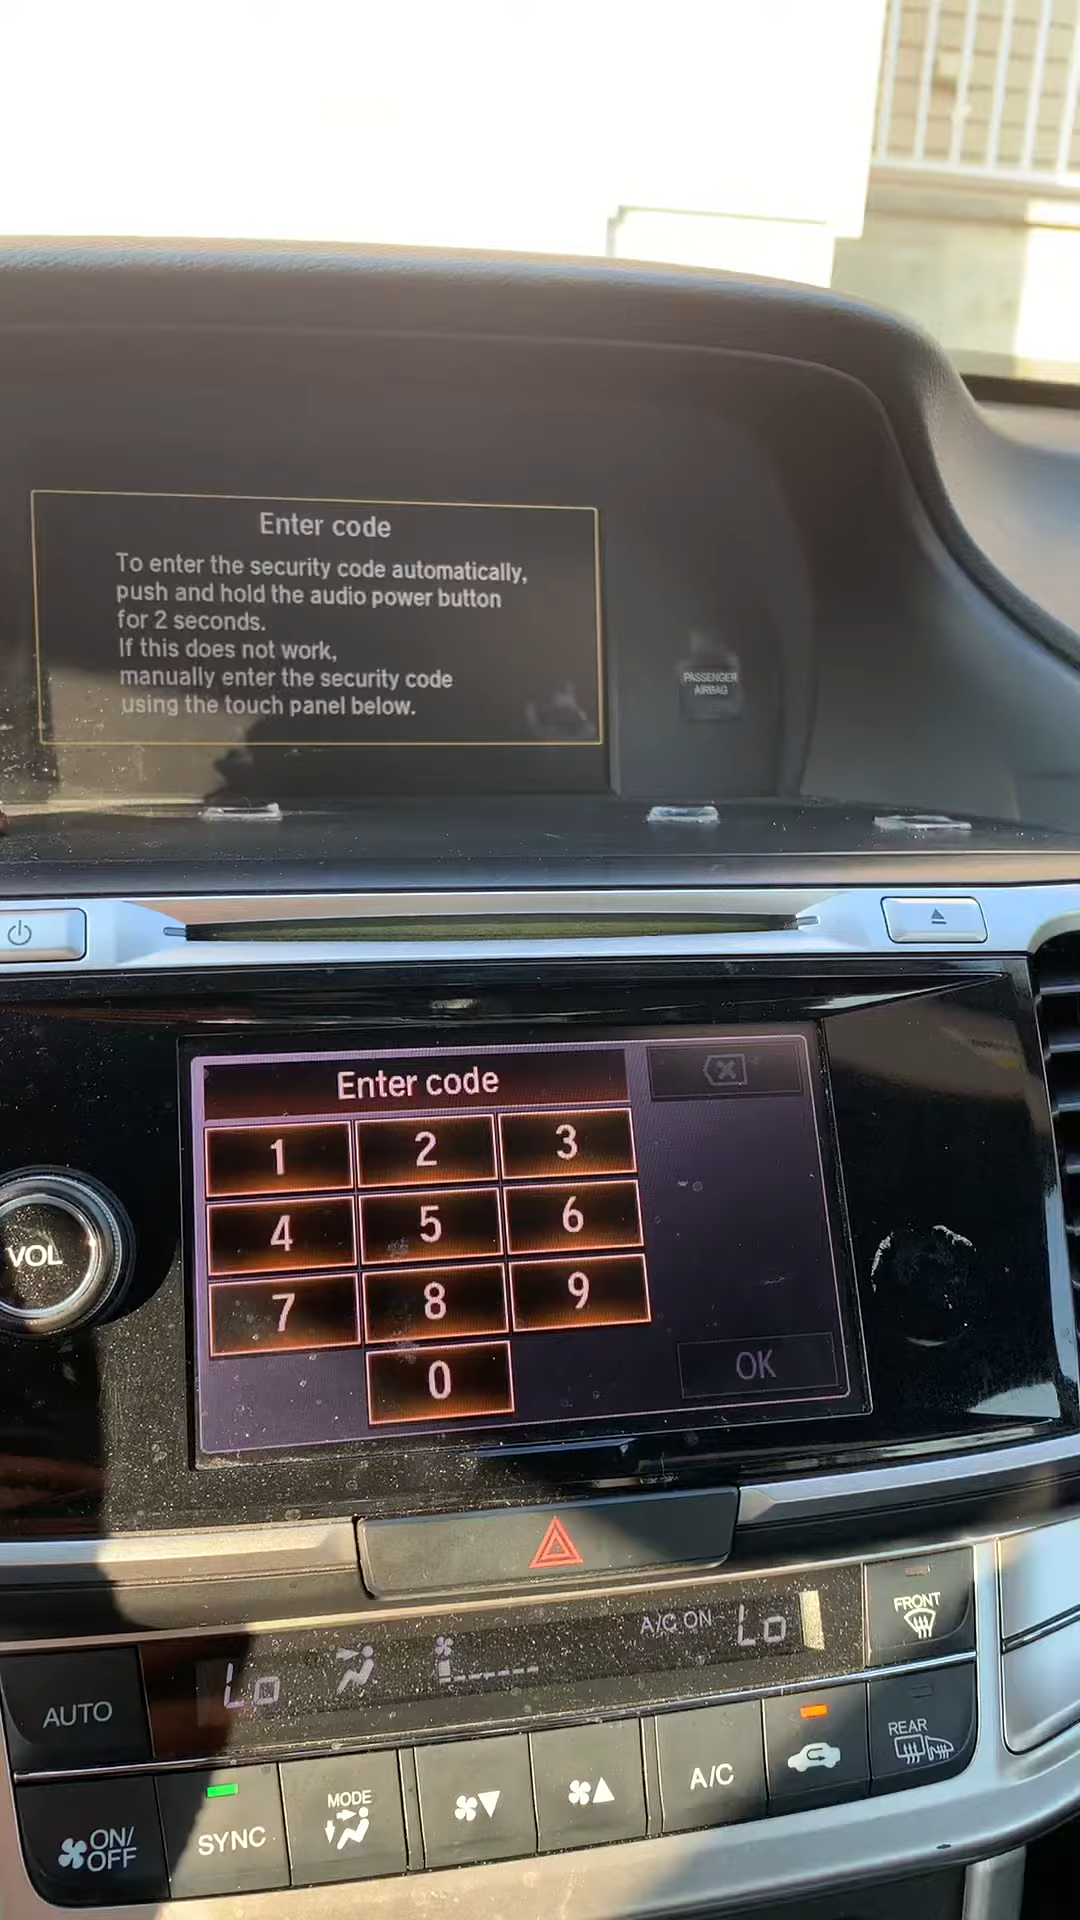 Enter code
To enter the security code automatically,
push and hold the audio power button
for 2 seconds.
If this does not work,
manually enter the security code
using the touch panel below.
PASSENGER
AIRBAG
Enter code
1 2 3
4 5 6
7 8 9
0
OK
VOL
A/C ON
Lo
Lo
FRONT
AUTO
REAR
ON/
OFF
SYNC
MODE
A/C